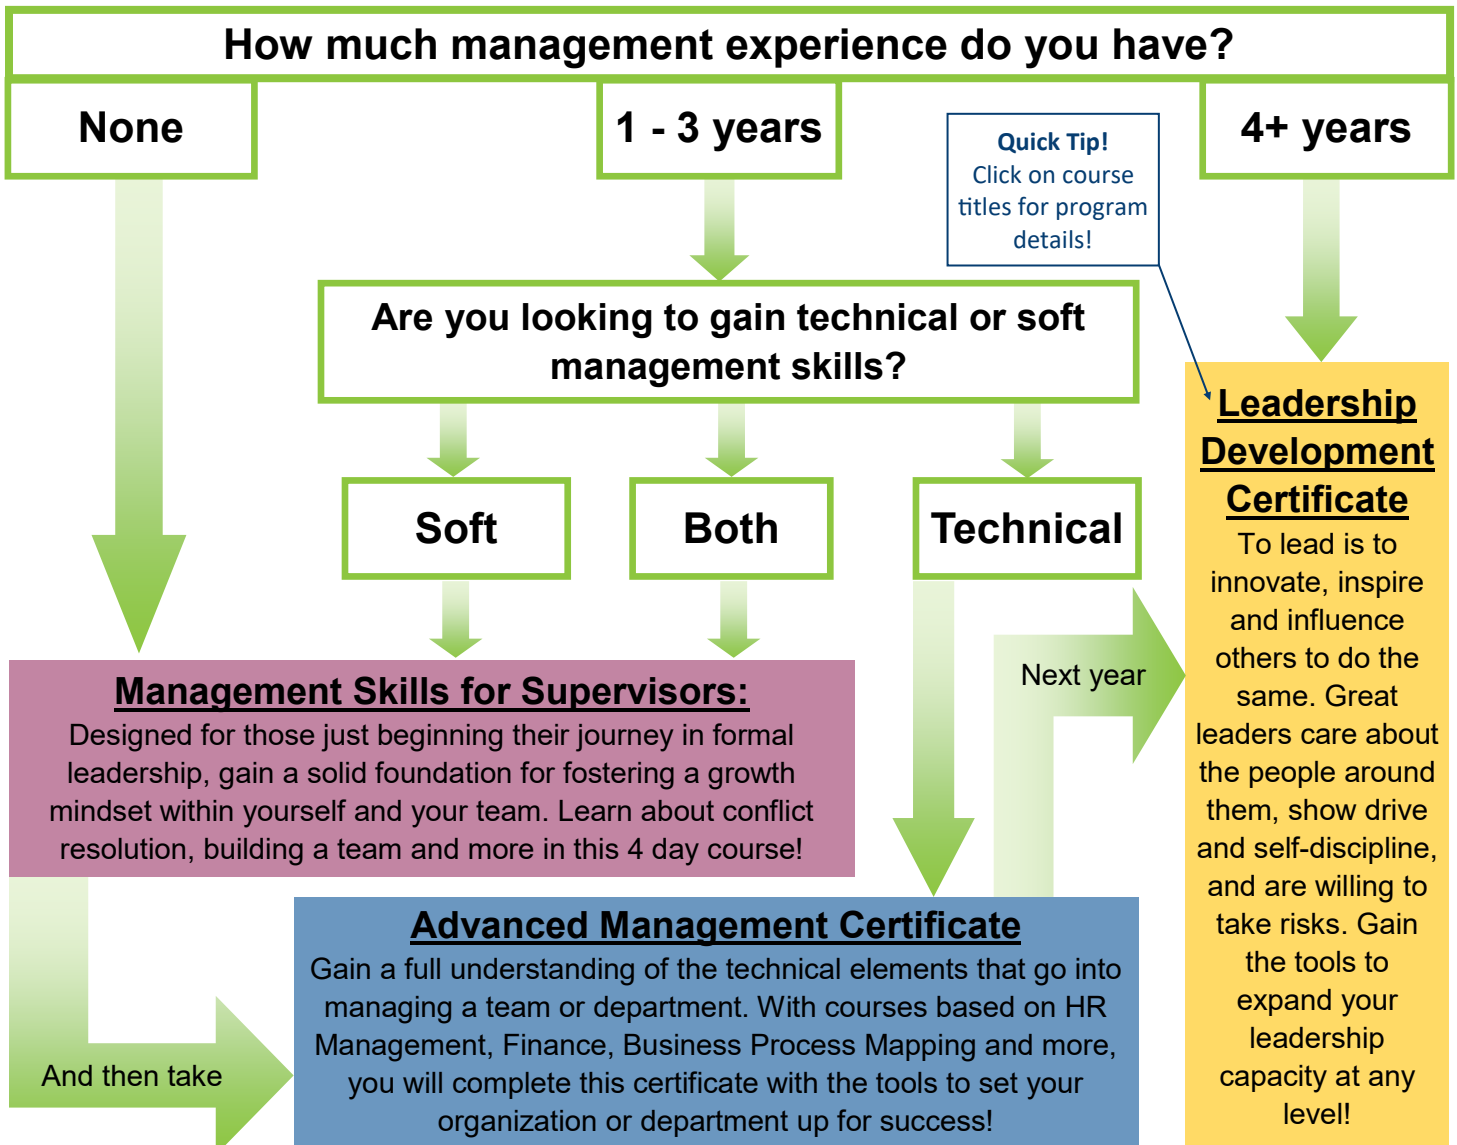 How much management experience do you have?
None
1 - 3 years
4+ years
Quick Tip!
Click on course
titles for program
details!
Are you looking to gain technical or soft
management skills?
Soft
Both
Technical
Leadership
Development
Certificate
To lead is to
innovate, inspire
and influence
others to do the
same. Great
leaders care about
the people around
them, show drive
and self-discipline,
and are willing to
take risks. Gain
the tools to
expand your
leadership
capacity at any
level!
Next year
Management Skills for Supervisors:
Designed for those just beginning their journey in formal
leadership, gain a solid foundation for fostering a growth
mindset within yourself and your team. Learn about conflict
resolution, building a team and more in this 4 day course!
And then take
Advanced Management Certificate
Gain a full understanding of the technical elements that go into
managing a team or department. With courses based on HR
Management, Finance, Business Process Mapping and more,
you will complete this certificate with the tools to set your
organization or department up for success!